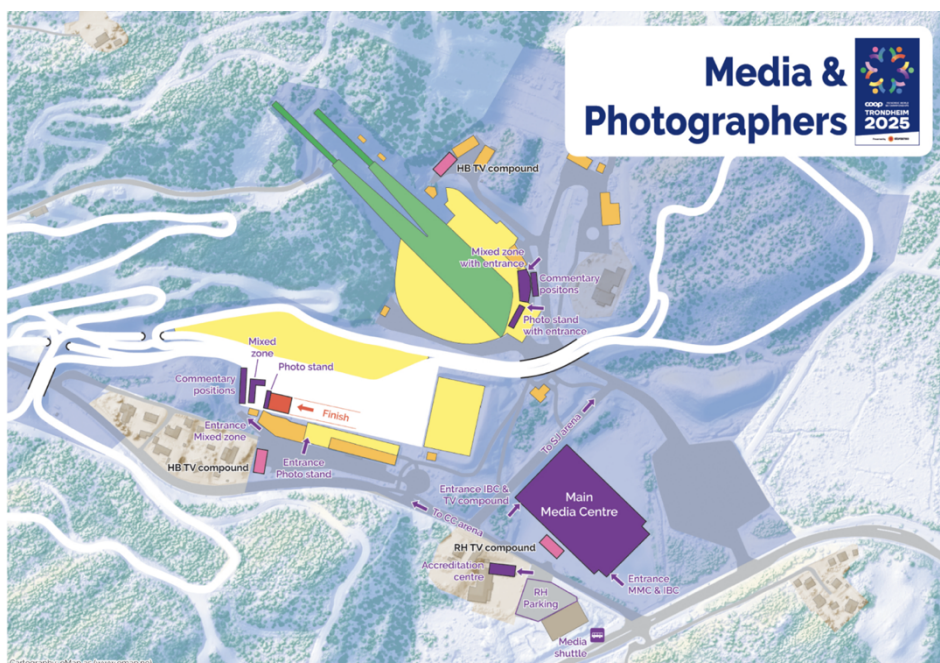 Media &
Photographers
coop
TRONDHEIM
2025
HB TV compound
Mixed zone
with entrance
Commentary
positons
Photo stand
with entrance
Mixed
zone
Photo stand
Commentary
positions
Finish
Entrance
Mixed zone
HB TV compound
Entrance
Photo stand
To SJ arena
Entrance IBC &
TV compound
Main
Media Centre
To CC arena
RH TV compound
Accreditation
centre
Entrance
MMC & IBC
RH
Parking
Media
shuttle